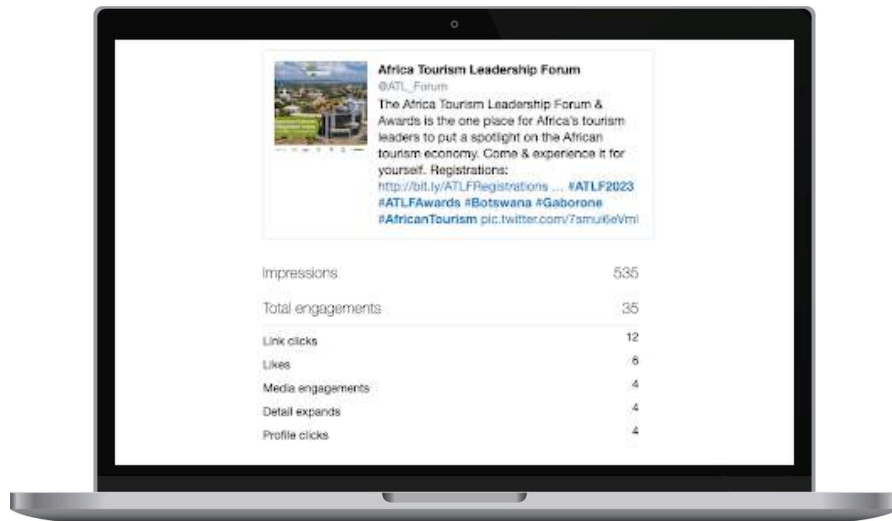 Africa Tourism Leadership Forum
@ATL_Forum
The Africa Tourism Leadership Forum &
Awards is the one place for Africa's tourism
leaders to put a spotlight on the African
tourism economy. Come & experience it for
yourself. Registrations:
http://bit.ly/ATLFRegistrations ... #ATLF2023
#ATLFAwards #Botswana #Gaborone
#AfricanTourism pic.twitter.com/7smui6eVml
Impressions 535
Total engagements 35
Link clicks 12
Likes 6
Media engagements 4
Detail expands 4
Profile clicks 4